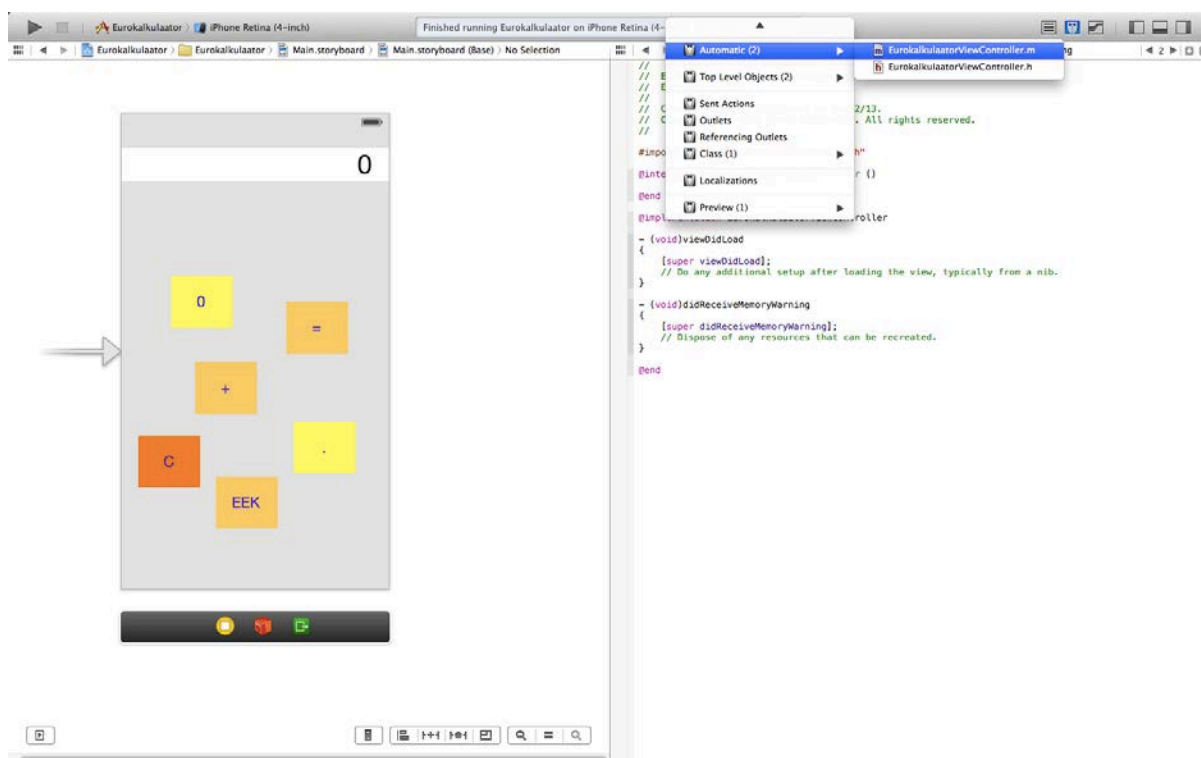 Eurokalkulaator iPhone Retina (4-inch)
Finished running Eurokalkulaator on iPhone Retina (4-
Eurokalkulaator Eurokalkulaator Main.storyboard Main.storyboard (Base) No Selection
2
Automatic (2)
EurokalkulaatorViewController.m
EurokalkulaatorViewController.h
Top Level Objects (2)
Sent Actions
Outlets
Referencing Outlets
Class (1)
Localizations
Preview (1)
//
// E
// E
//
// C 2/13.
// C . All rights reserved.
//
#impo h"
@inte r ()
@end
@impl roller
- (void)viewDidLoad
{
[super viewDidLoad];
// Do any additional setup after loading the view, typically from a nib.
}
- (void)didReceiveMemoryWarning
{
[super didReceiveMemoryWarning];
// Dispose of any resources that can be recreated.
}
@end
0
0
=
+
.
C
EEK